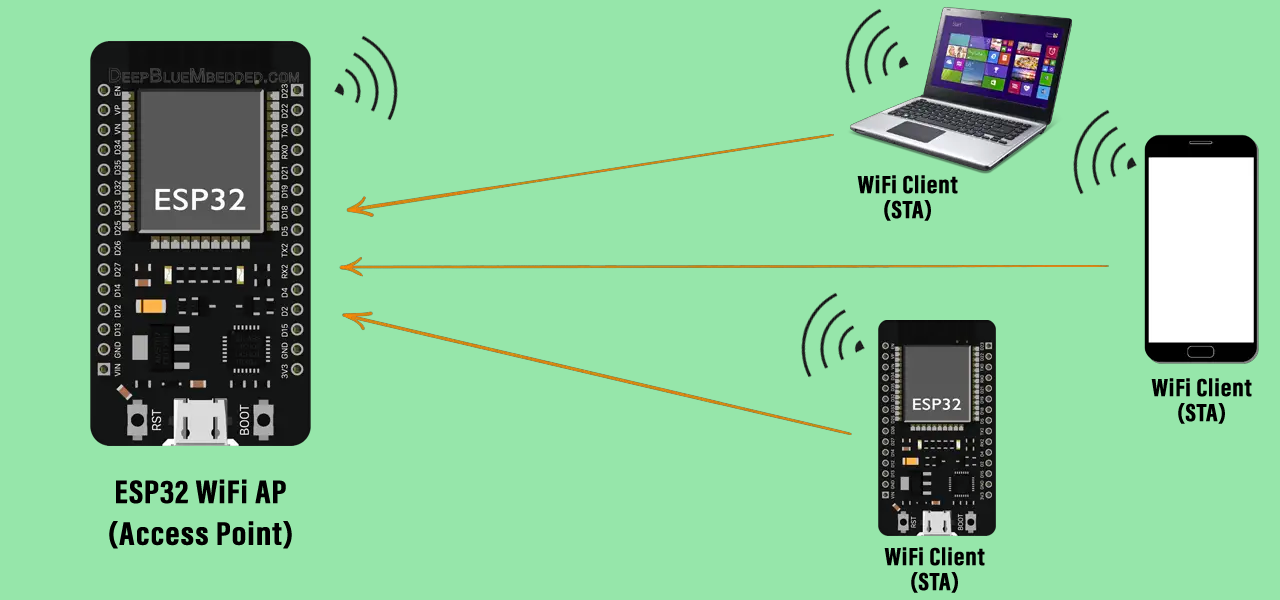 DEEPBLUEMBEDDED.COM
EN
VP
VN
D34
D35
D32
D33
D25
D26
D27
D14
D12
D13
GND
VIN
D23
D22
TX0
RX0
D21
D19
D18
D5
TX2
RX2
D4
D2
D15
GND
3V3
ESP32
RST
BOOT
ESP32 WiFi AP
(Access Point)
WiFi Client
(STA)
WiFi Client
(STA)
ESP32
RST
BOOT
WiFi Client
(STA)